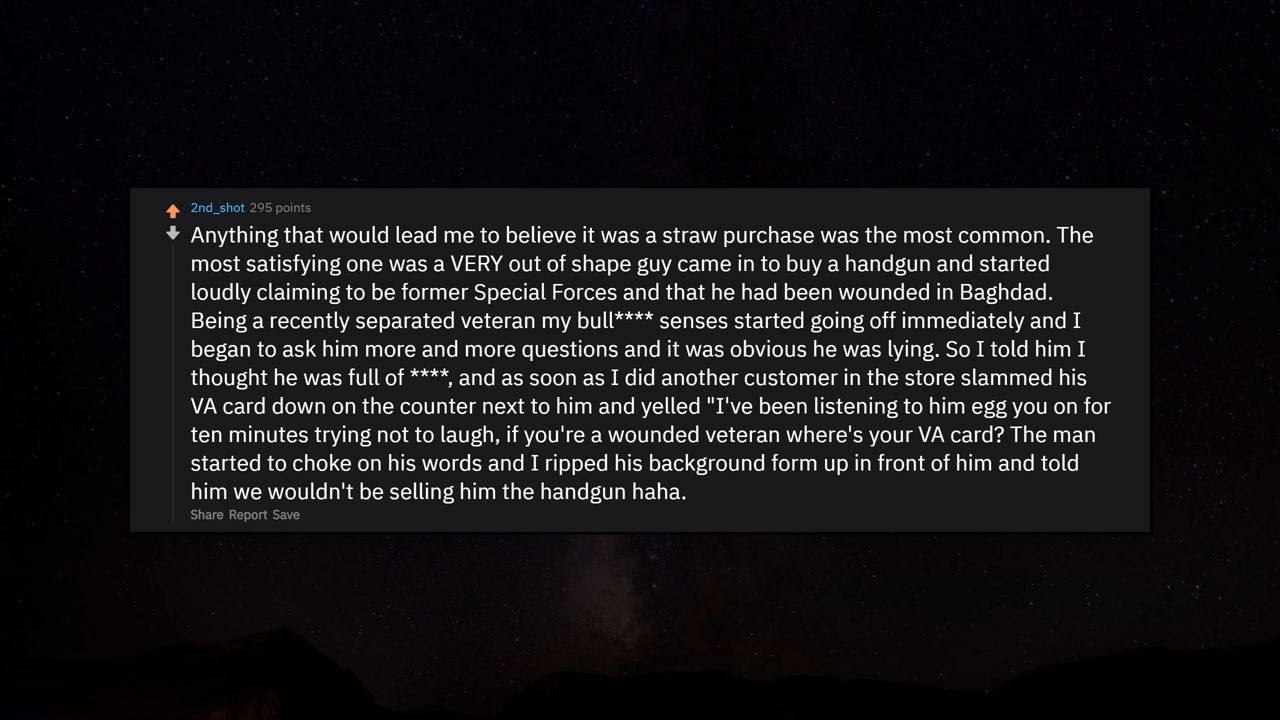 2nd_shot 295 points
Anything that would lead me to believe it was a straw purchase was the most common. The
most satisfying one was a VERY out of shape guy came in to buy a handgun and started
loudly claiming to be former Special Forces and that he had been wounded in Baghdad.
Being a recently separated veteran my bull**** senses started going off immediately and I
began to ask him more and more questions and it was obvious he was lying. So I told him I
thought he was full of ****, and as soon as I did another customer in the store slammed his
VA card down on the counter next to him and yelled "I've been listening to him egg you on for
ten minutes trying not to laugh, if you're a wounded veteran where's your VA card? The man
started to choke on his words and I ripped his background form up in front of him and told
him we wouldn't be selling him the handgun haha.
Share Report Save